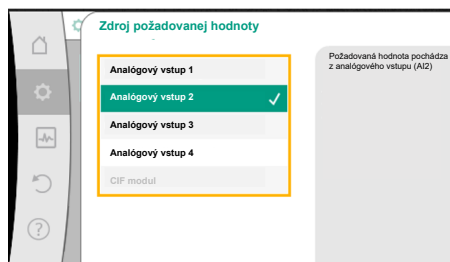 Zdroj požadovanej hodnoty
Analógový vstup 1
Analógový vstup 2
Analógový vstup 3
Analógový vstup 4
CIF modul
Požadovaná hodnota pochádza
z analógového vstupu (AI2)
?